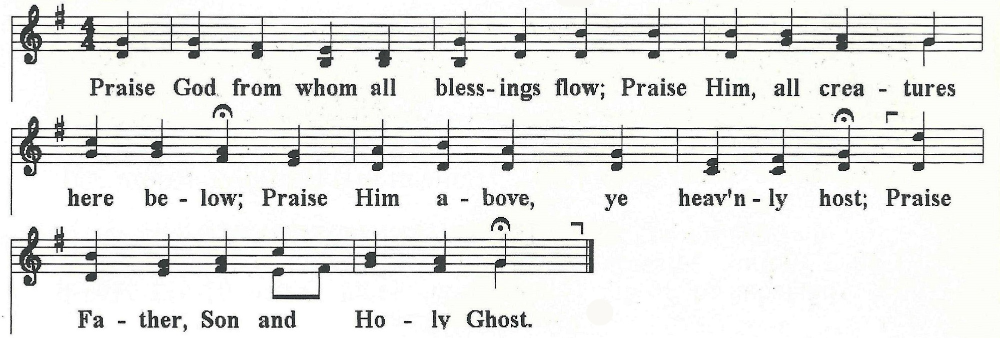 Praise God from whom all bless-ings flow; Praise Him, all crea - tures
here be - low; Praise Him a - bove, ye heav'n - ly host; Praise
Fa - ther, Son and Ho - ly Ghost.